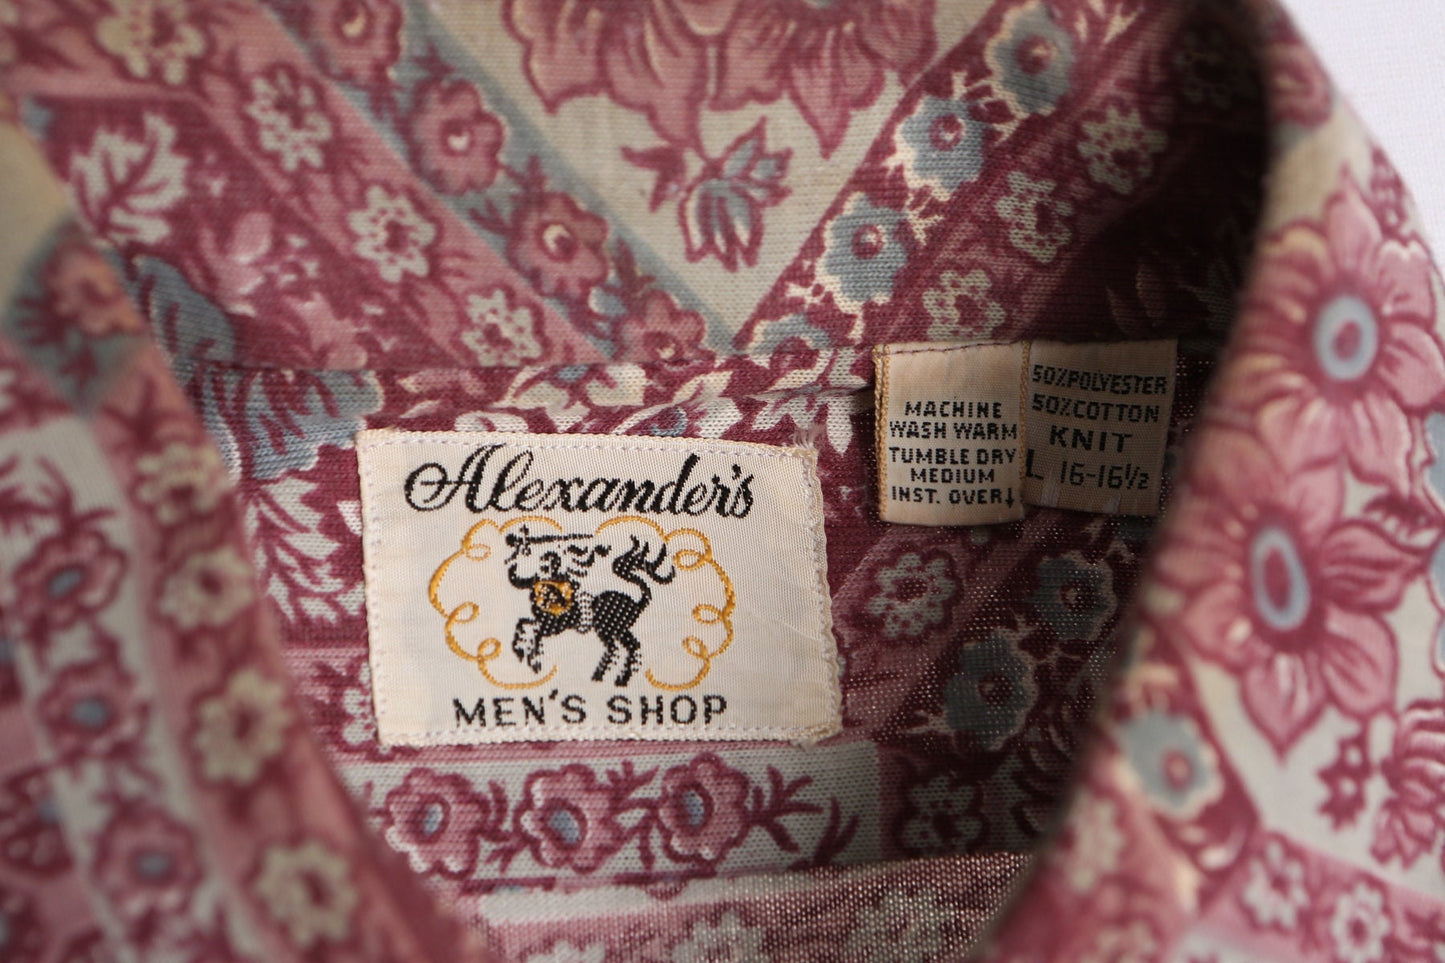 Alexander's
MEN'S SHOP
MACHINE
WASH WARM
TUMBLE DRY
MEDIUM
INST. OVER↓
50%POLYESTER
50%COTTON
KNIT
L 16-16½